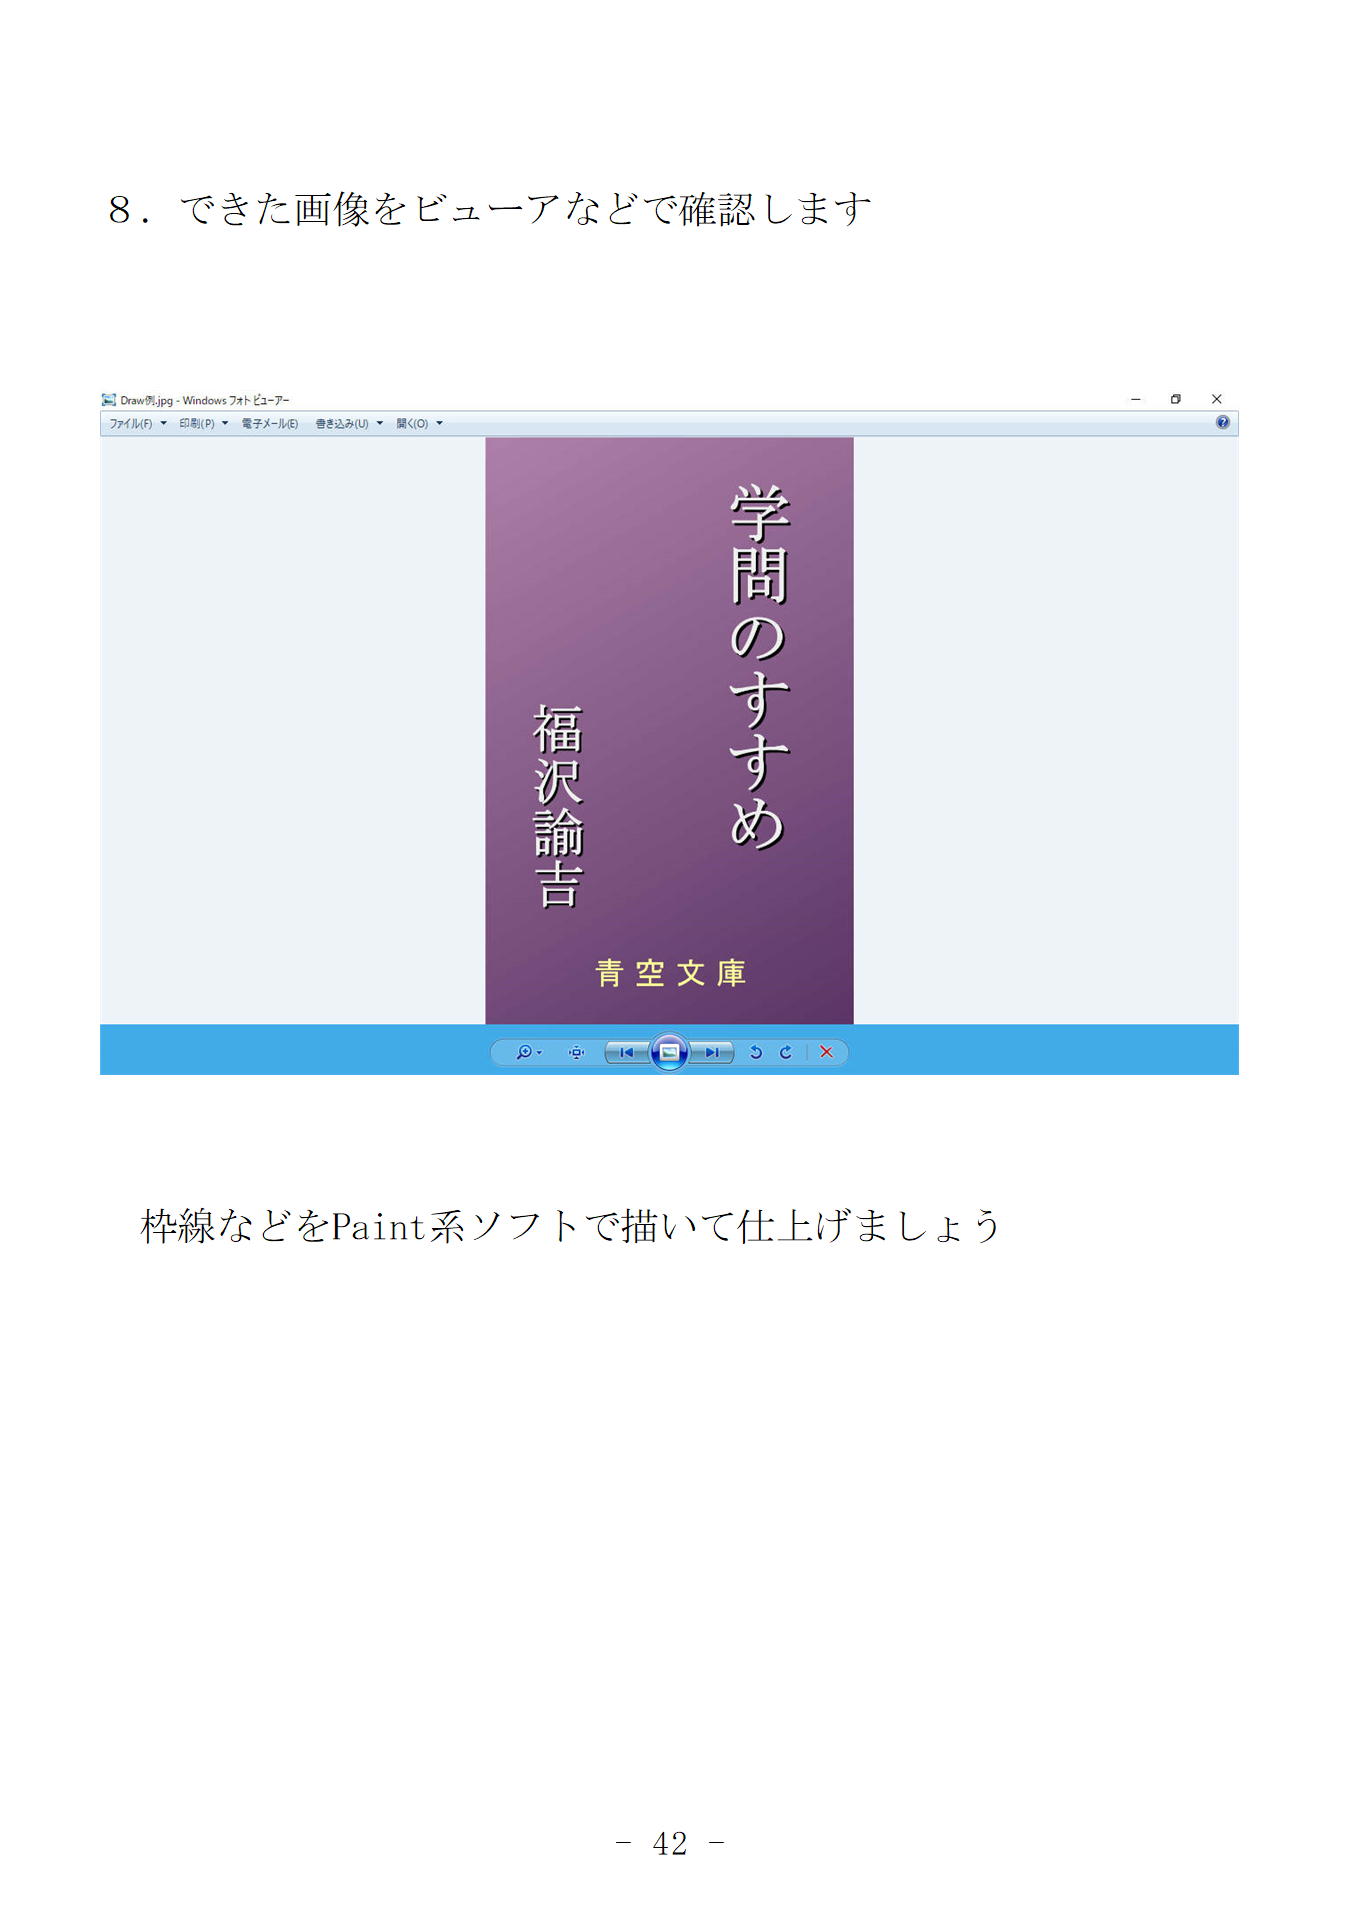 ８．できた画像をビューアなどで確認します
Draw例.jpg - Windows フォト ビューアー
ファイル(F) 印刷(P) 電子メール(E) 書き込み(U) 開く(O)
学問のすすめ
福沢諭吉
青空文庫
枠線などをPaint系ソフトで描いて仕上げましょう
- 42 -